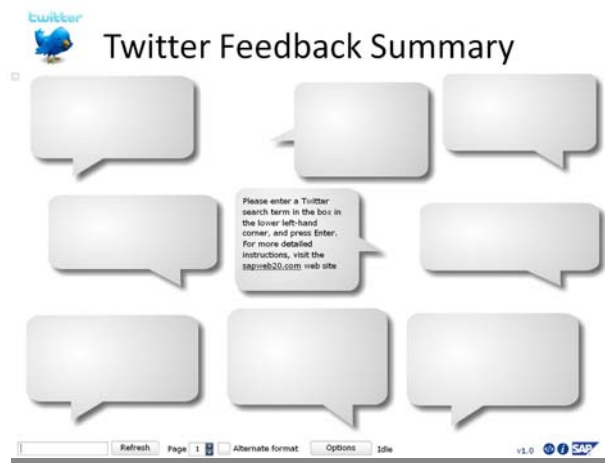 twitter
Twitter Feedback Summary
Please enter a Twitter
search term in the box in
the lower left-hand
corner, and press Enter.
For more detailed
instructions, visit the
sapweb20.com web site
Refresh Page 1 Alternate format Options Idle v1.0 </> i SAP